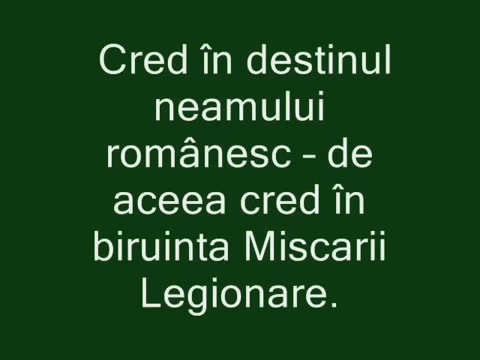 Cred în destinul
neamului
românesc – de
aceea cred în
biruinta Miscarii
Legionare.